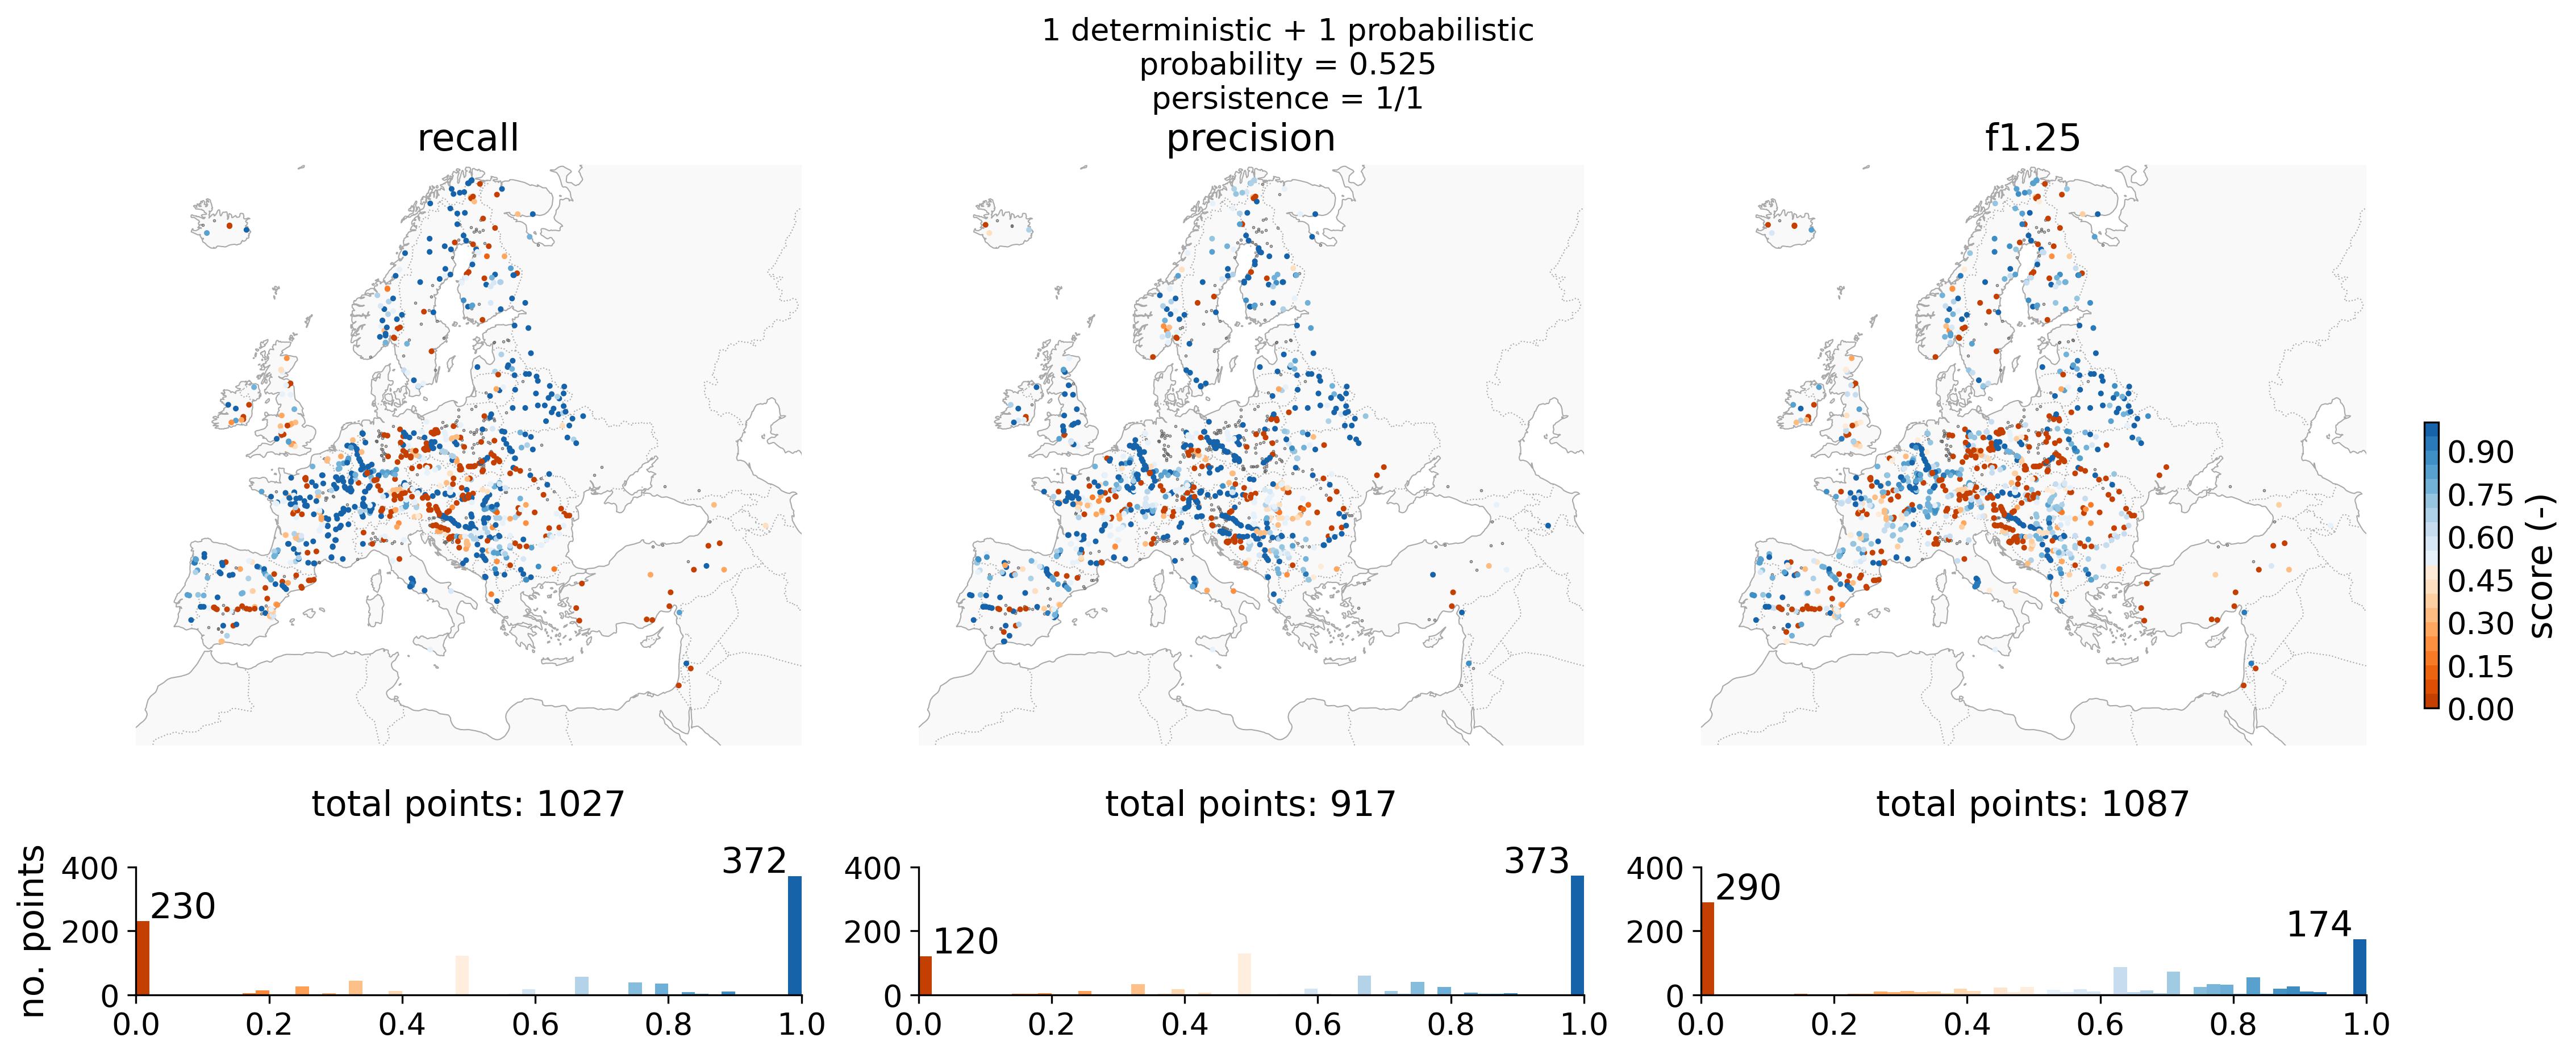 1 deterministic + 1 probabilistic
probability = 0.525
persistence = 1/1
recall
precision
f1.25
0.90
0.75
0.60
0.45
0.30
0.15
0.00
score (-)
total points: 1027
total points: 917
total points: 1087
no. points
400
200
0
230
372
0.0 0.2 0.4 0.6 0.8 1.0
400
200
0
120
373
0.0 0.2 0.4 0.6 0.8 1.0
400
200
0
290
174
0.0 0.2 0.4 0.6 0.8 1.0